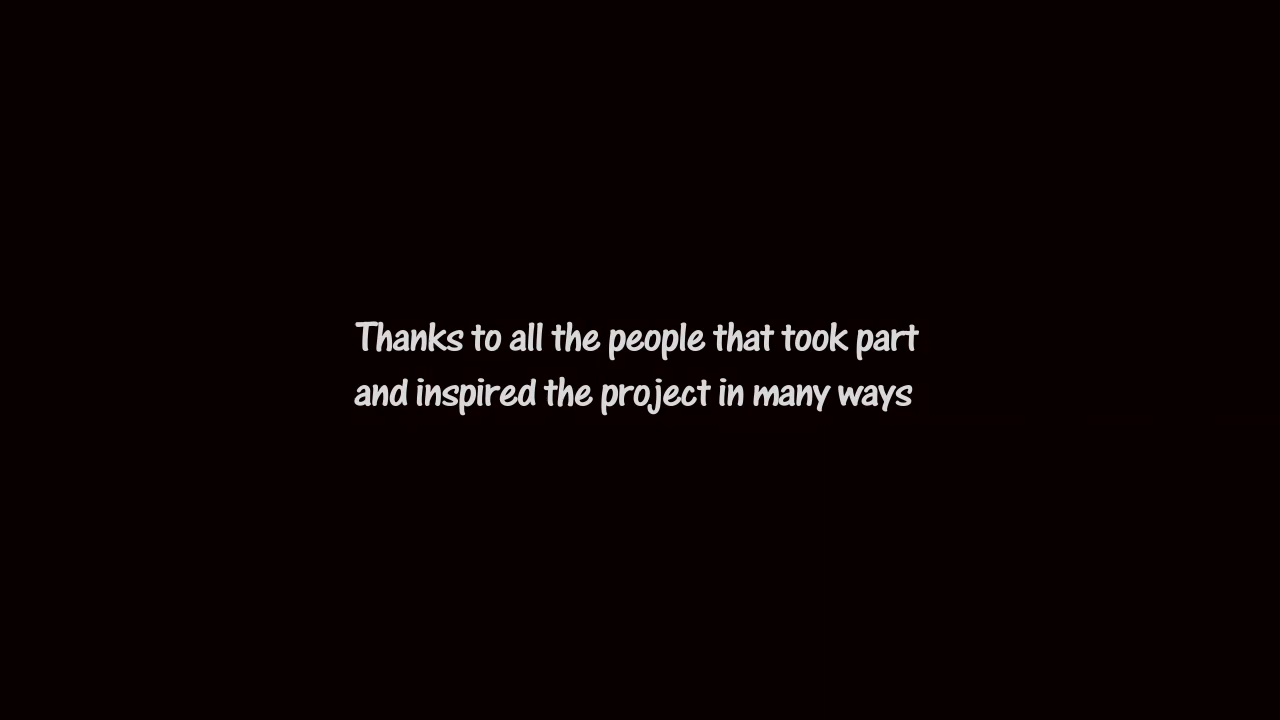 Thanks to all the people that took part
and inspired the project in many ways